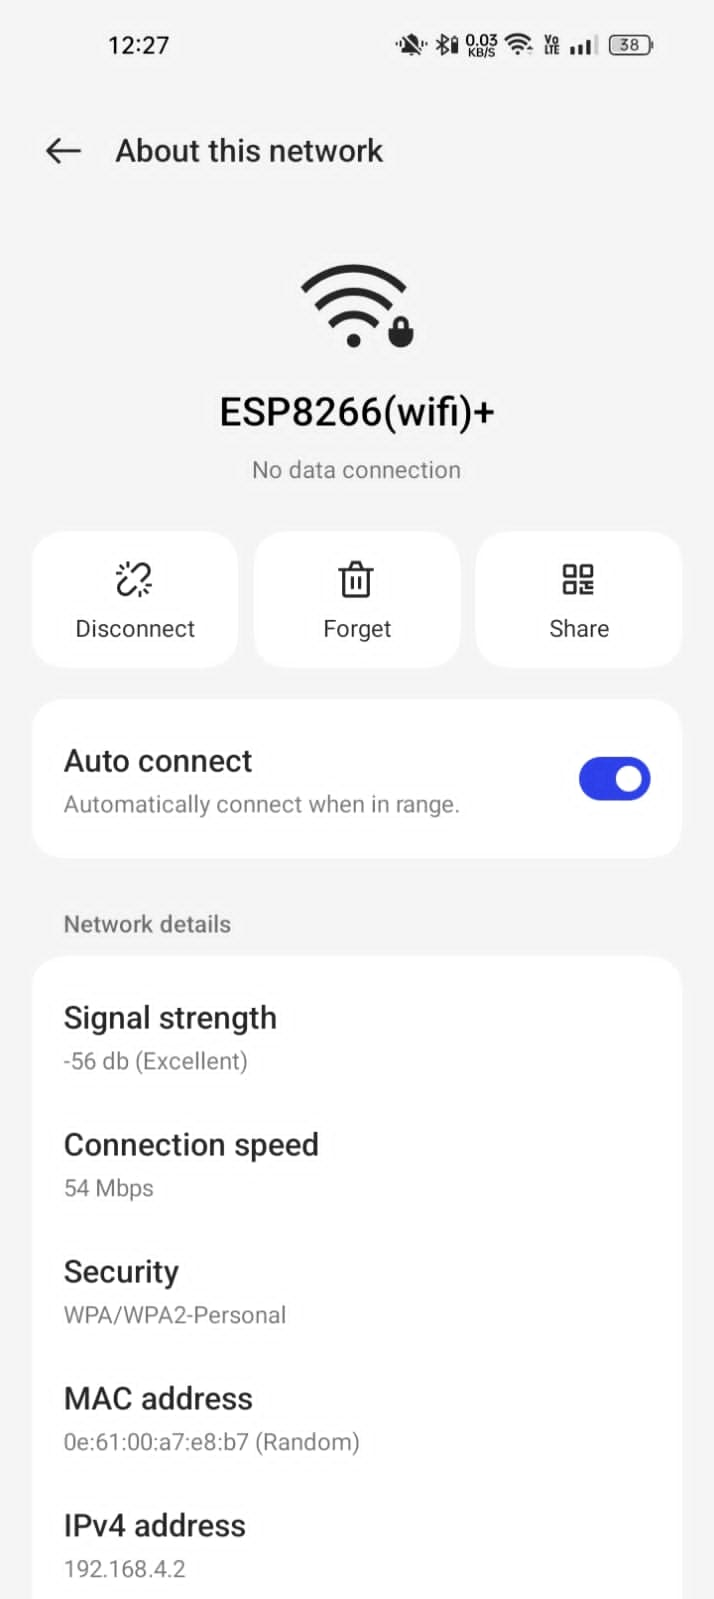 12:27
0.03
KB/S
Vo
LTE
38
About this network
ESP8266(wifi)+
No data connection
Disconnect
Forget
Share
Auto connect
Automatically connect when in range.
Network details
Signal strength
-56 db (Excellent)
Connection speed
54 Mbps
Security
WPA/WPA2-Personal
MAC address
0e:61:00:a7:e8:b7 (Random)
IPv4 address
192.168.4.2